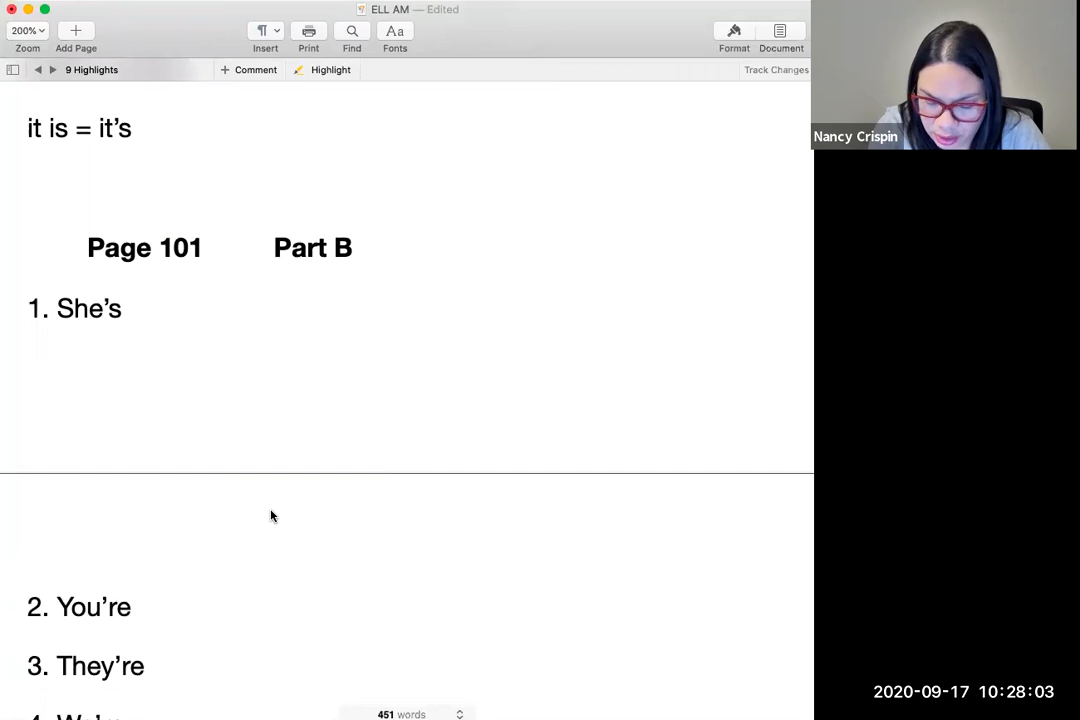 ELL AM — Edited
200%
Zoom
Add Page
Insert
Print
Find
Aa
Fonts
Format
Document
9 Highlights
+ Comment
Highlight
Track Changes
Nancy Crispin
it is = it’s
Page 101 Part B
1. She’s
2. You’re
3. They’re
451 words
2020-09-17 10:28:03